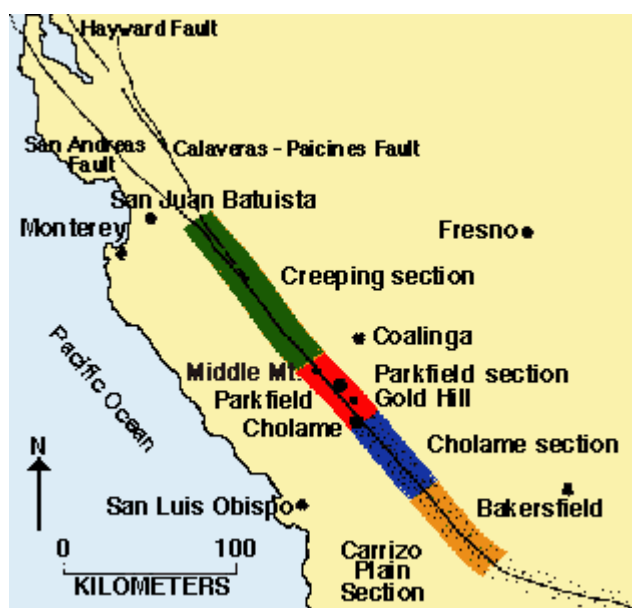 Hayward Fault
San Andreas
Fault
Calaveras - Paicines Fault
San Juan Batuista
Monterey
Fresno
Creeping section
Pacific Ocean
Coalinga
Middle Mt.
Parkfield section
Parkfield
Gold Hill
Cholame
Cholame section
N
San Luis Obispo
Bakersfield
0 100
KILOMETERS
Carrizo
Plain
Section